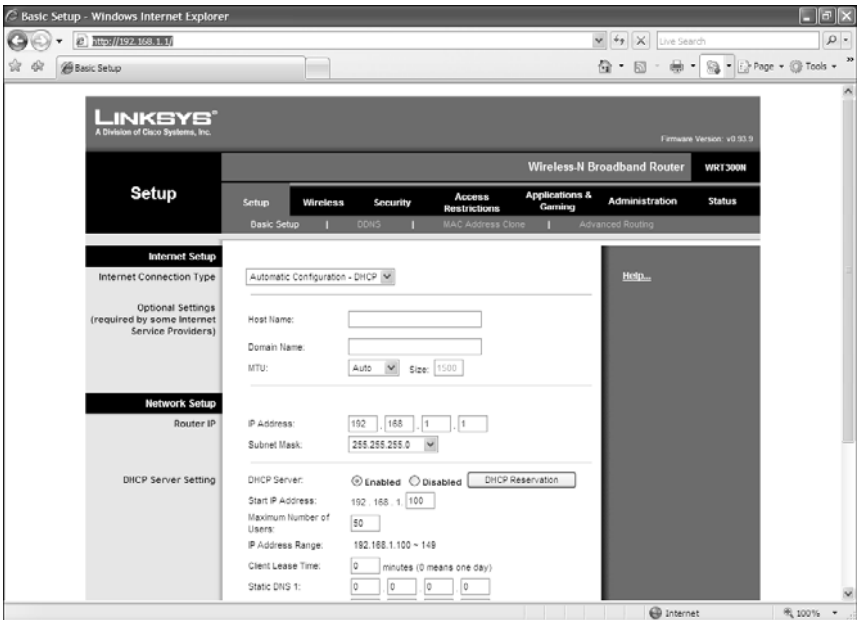 Basic Setup - Windows Internet Explorer
http://192.168.1.1/
Live Search
Basic Setup
Page
Tools
LINKSYS®
A Division of Cisco Systems, Inc.
Firmware Version: v0.93.9
Wireless-N Broadband Router WRT300N
Setup
Setup Wireless Security Access Restrictions Applications & Gaming Administration Status
Basic Setup | DDNS | MAC Address Clone | Advanced Routing
Internet Setup
Internet Connection Type Automatic Configuration - DHCP
Help...
Optional Settings
(required by some Internet
Service Providers)
Host Name:
Domain Name:
MTU: Auto Size: 1500
Network Setup
Router IP IP Address: 192 . 168 . 1 . 1
Subnet Mask: 255.255.255.0
DHCP Server Setting DHCP Server: Enabled Disabled DHCP Reservation
Start IP Address: 192 . 168 . 1. 100
Maximum Number of
Users: 50
IP Address Range: 192.168.1.100 ~ 149
Client Lease Time: 0 minutes (0 means one day)
Static DNS 1: 0 . 0 . 0 . 0
Internet 100%